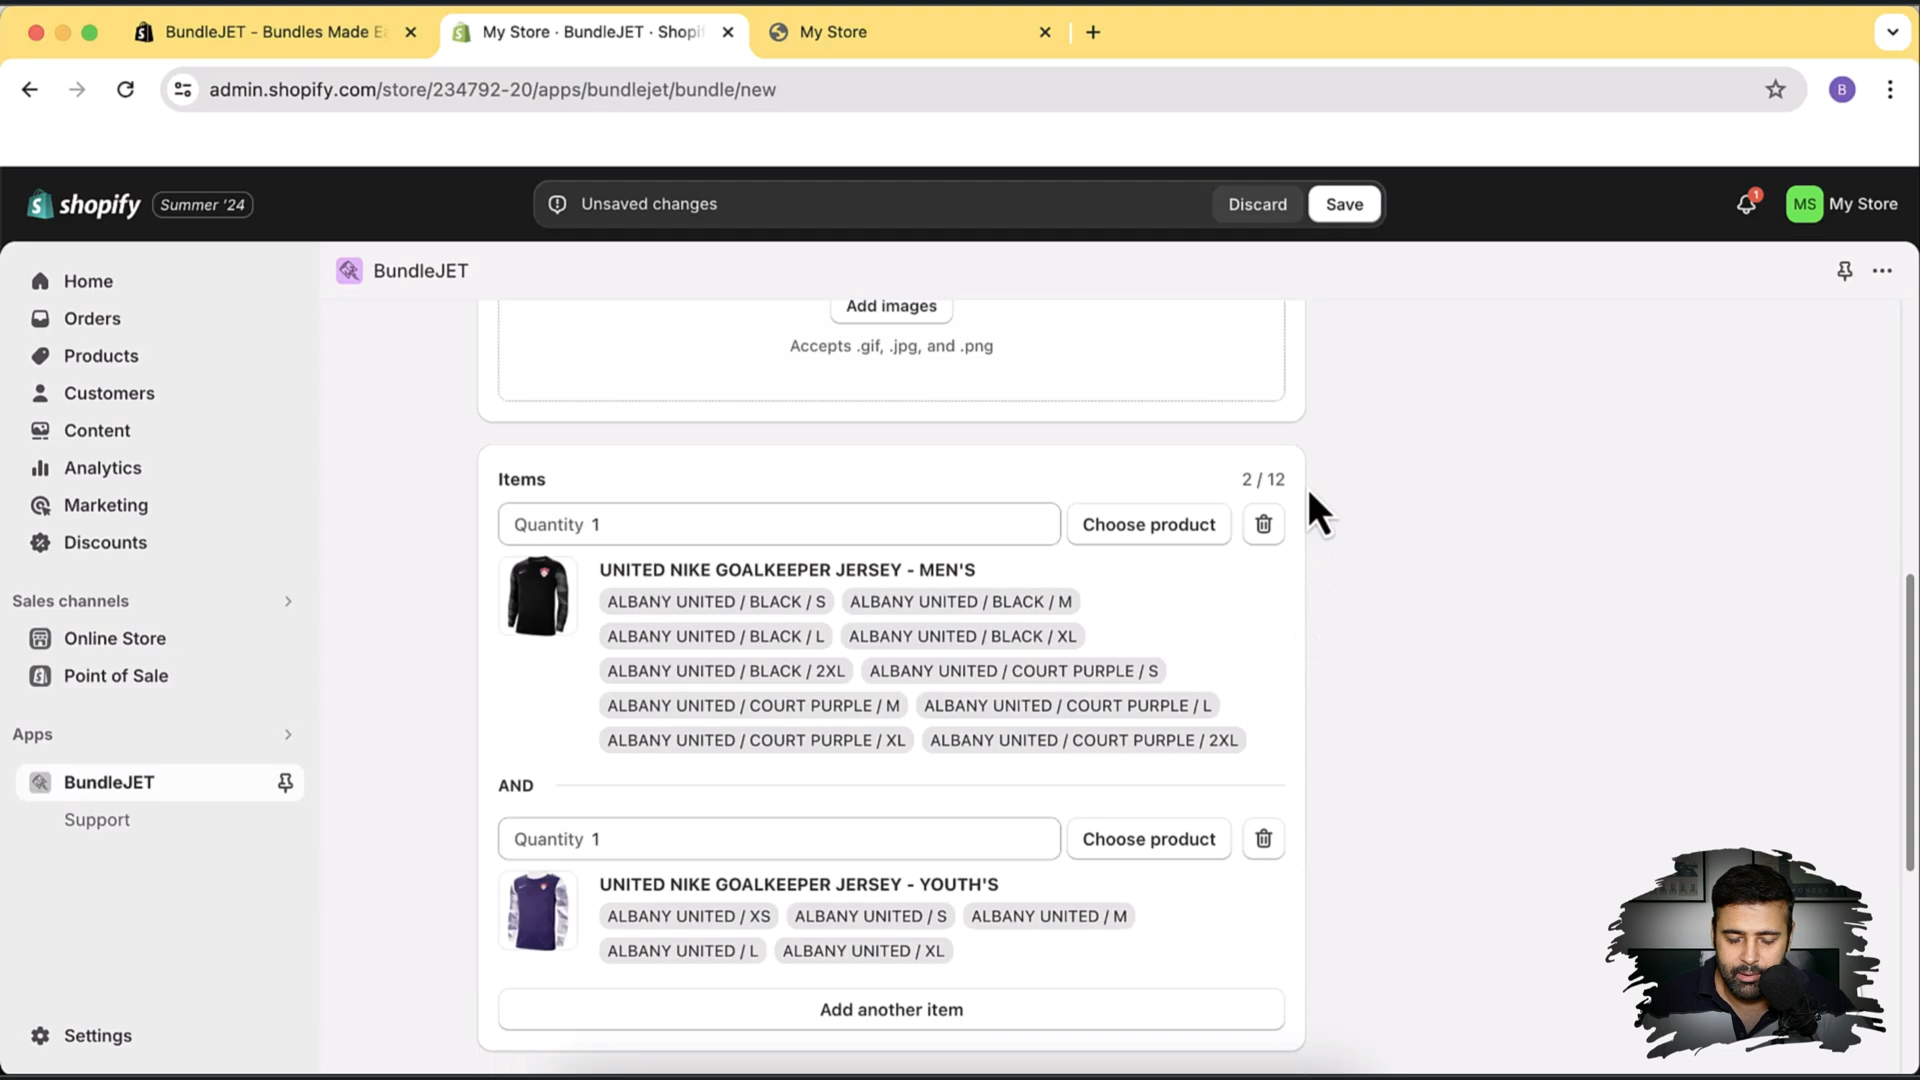 BundleJET - Bundles Made Ea
My Store · BundleJET · Shopif
My Store
admin.shopify.com/store/234792-20/apps/bundlejet/bundle/new
B
shopify
Summer '24
Unsaved changes
Discard
Save
1
MS
My Store
Home
Orders
Products
Customers
Content
Analytics
Marketing
Discounts
Sales channels
Online Store
Point of Sale
Apps
BundleJET
Support
Settings
BundleJET
Add images
Accepts .gif, .jpg, and .png
Items
2 / 12
Quantity 1
Choose product
UNITED NIKE GOALKEEPER JERSEY - MEN'S
ALBANY UNITED / BLACK / S
ALBANY UNITED / BLACK / M
ALBANY UNITED / BLACK / L
ALBANY UNITED / BLACK / XL
ALBANY UNITED / BLACK / 2XL
ALBANY UNITED / COURT PURPLE / S
ALBANY UNITED / COURT PURPLE / M
ALBANY UNITED / COURT PURPLE / L
ALBANY UNITED / COURT PURPLE / XL
ALBANY UNITED / COURT PURPLE / 2XL
AND
Quantity 1
Choose product
UNITED NIKE GOALKEEPER JERSEY - YOUTH'S
ALBANY UNITED / XS
ALBANY UNITED / S
ALBANY UNITED / M
ALBANY UNITED / L
ALBANY UNITED / XL
Add another item